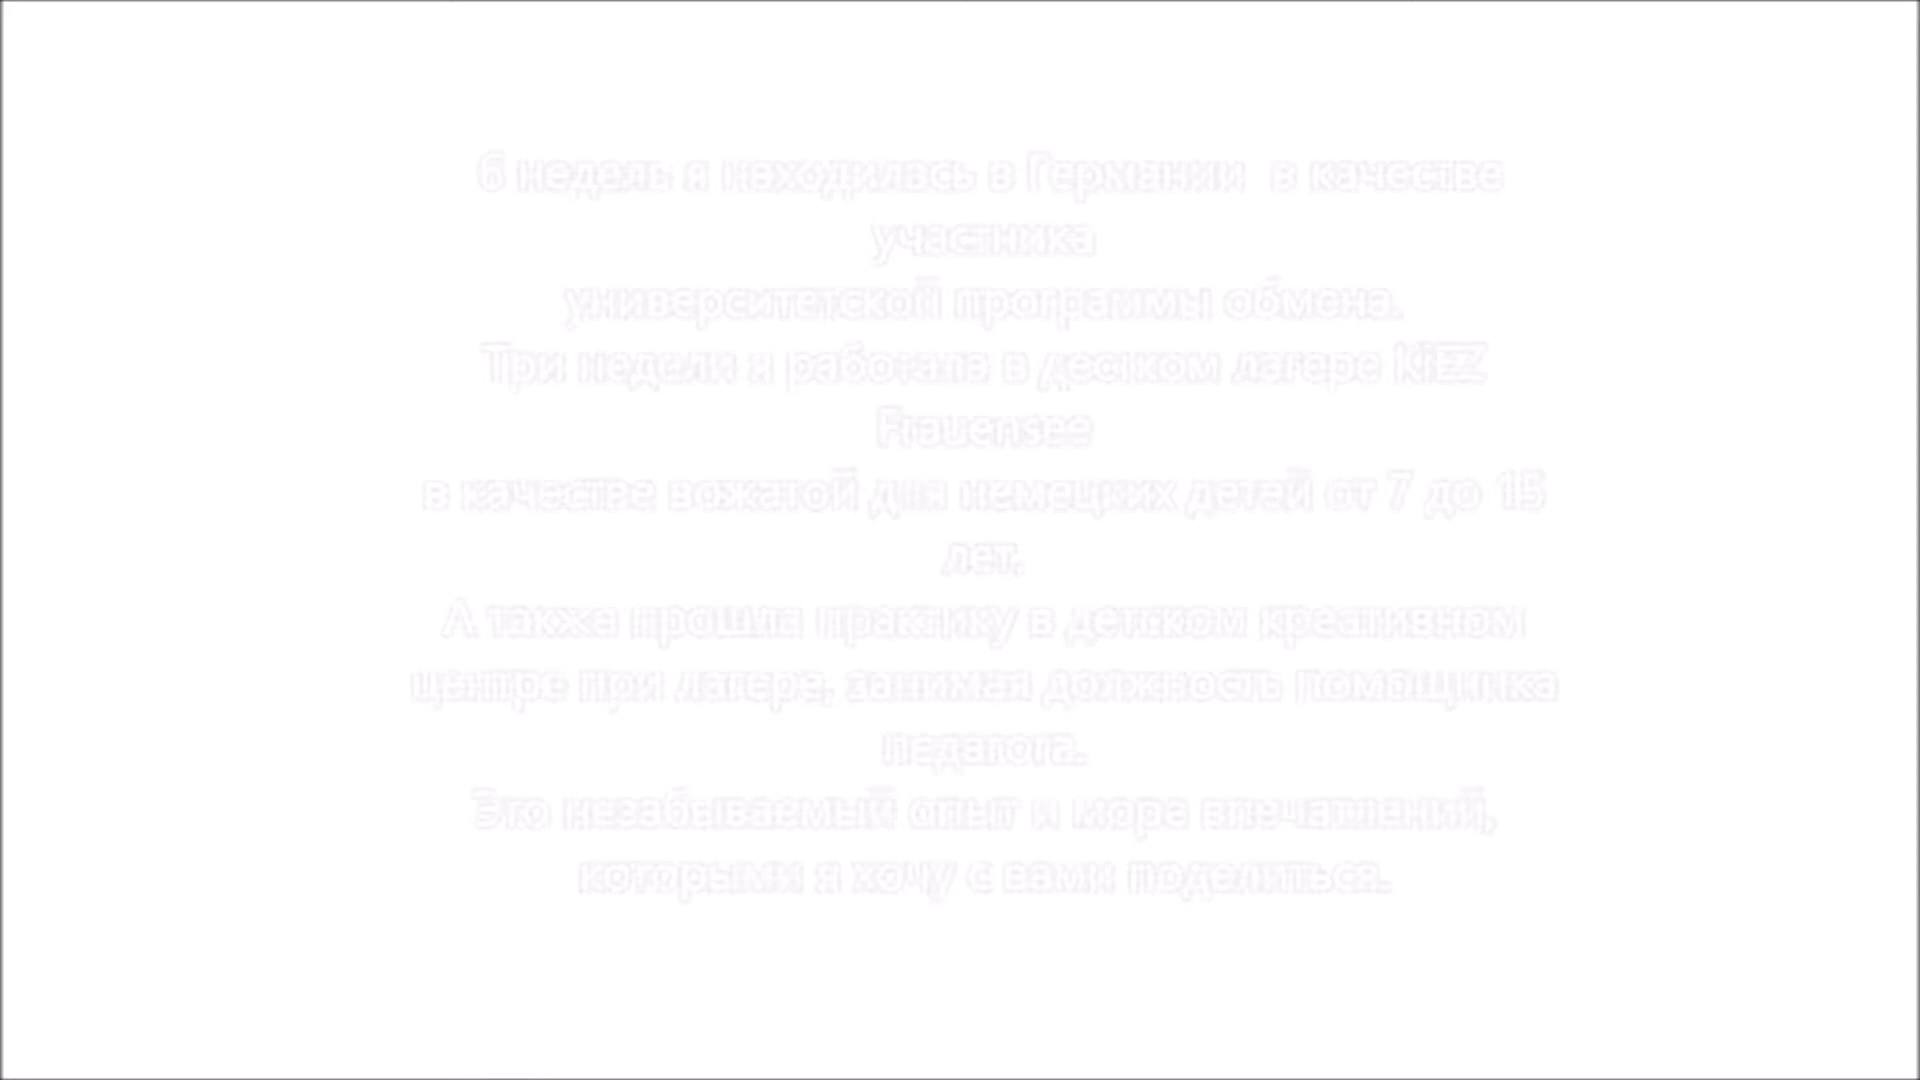 6 недель я находилась в Германии в качестве
участника
университетской программы обмена.
Три недели я работала в деском лагере KiEZ
Frauensee
в качестве вожатой для немецких детей от 7 до 15
лет.
А также прошла практику в детском креативном
центре при лагере, занимая должность помощника
педагога.
Это незабываемый опыт и море впечатлений,
которыми я хочу с вами поделиться.